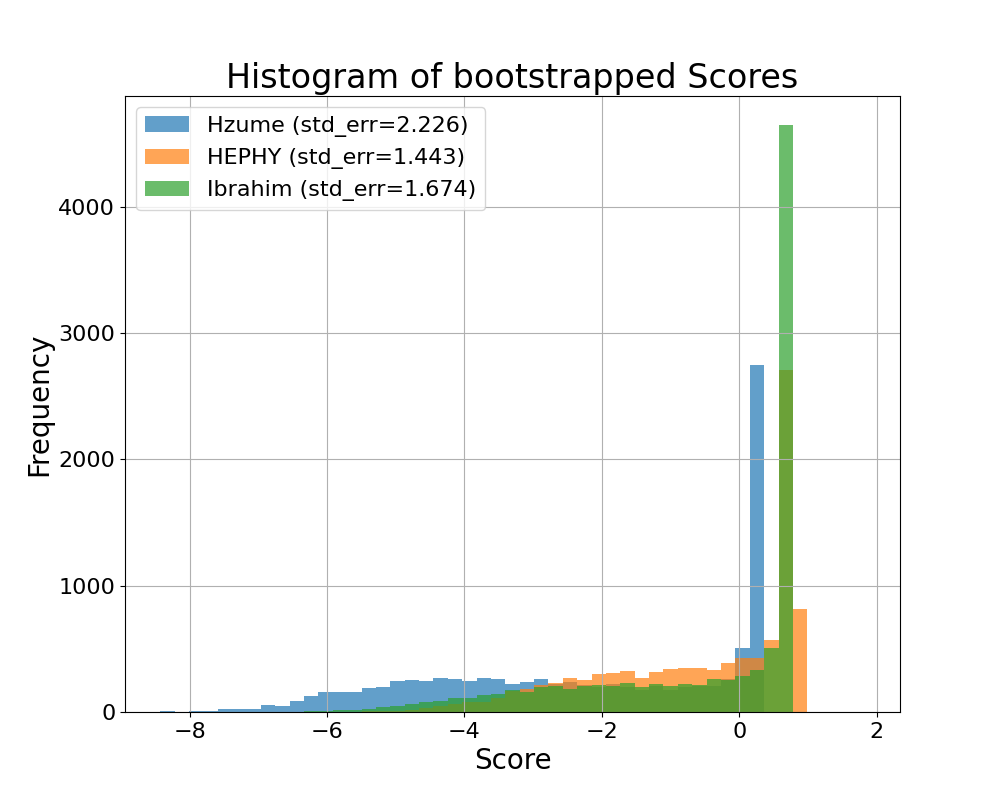 Histogram of bootstrapped Scores
Hzume (std_err=2.226)
HEPHY (std_err=1.443)
Ibrahim (std_err=1.674)
Frequency
4000
3000
2000
1000
0
−8 −6 −4 −2 0 2
Score